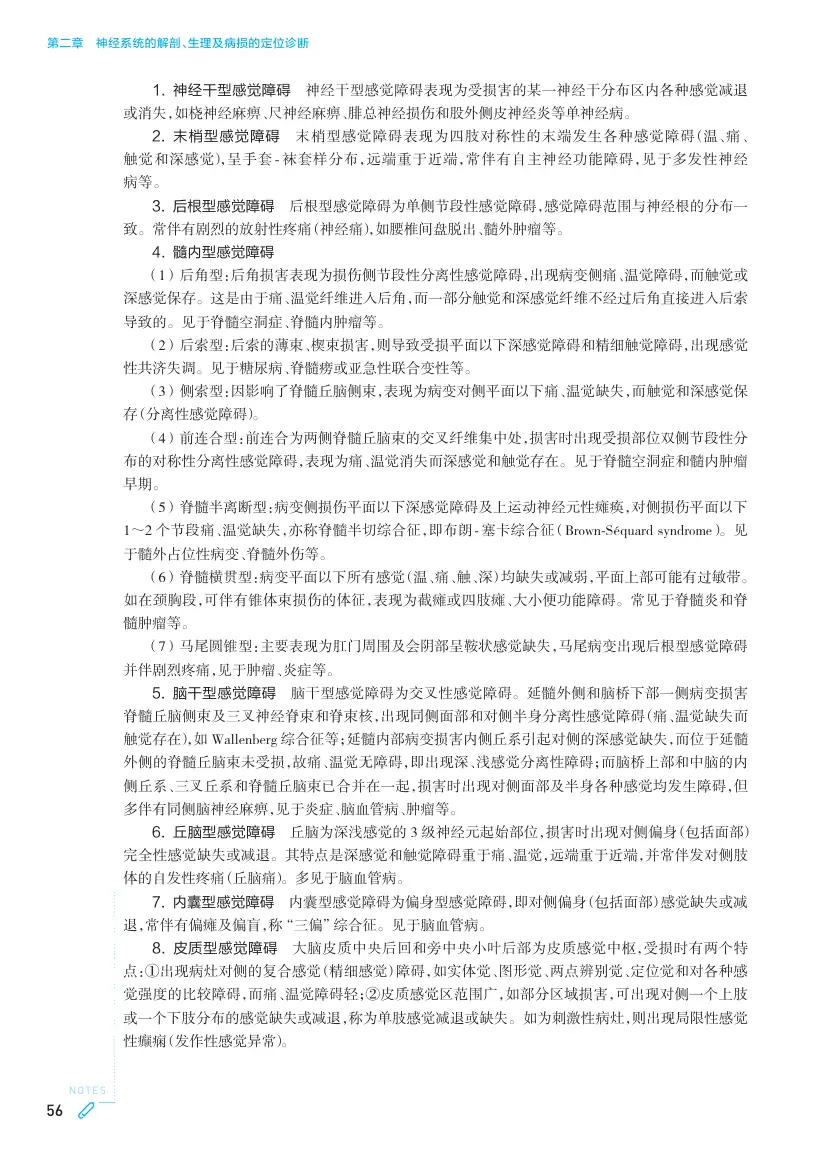 第二章　神经系统的解剖、生理及病损的定位诊断
1. 神经干型感觉障碍　神经干型感觉障碍表现为受损害的某一神经干分布区内各种感觉减退
或消失，如桡神经麻痹、尺神经麻痹、腓总神经损伤和股外侧皮神经炎等单神经病。
2. 末梢型感觉障碍　末梢型感觉障碍表现为四肢对称性的末端发生各种感觉障碍（温、痛、
触觉和深感觉），呈手套-袜套样分布，远端重于近端，常伴有自主神经功能障碍，见于多发性神经
病等。
3. 后根型感觉障碍　后根型感觉障碍为单侧节段性感觉障碍，感觉障碍范围与神经根的分布一
致。常伴有剧烈的放射性疼痛（神经痛），如腰椎间盘脱出、髓外肿瘤等。
4. 髓内型感觉障碍
（1）后角型：后角损害表现为损伤侧节段性分离性感觉障碍，出现病变侧痛、温觉障碍，而触觉或
深感觉保存。这是由于痛、温觉纤维进入后角，而一部分触觉和深感觉纤维不经过后角直接进入后索
导致的。见于脊髓空洞症、脊髓内肿瘤等。
（2）后索型：后索的薄束、楔束损害，则导致受损平面以下深感觉障碍和精细触觉障碍，出现感觉
性共济失调。见于糖尿病、脊髓痨或亚急性联合变性等。
（3）侧索型：因影响了脊髓丘脑侧束，表现为病变对侧平面以下痛、温觉缺失，而触觉和深感觉保
存（分离性感觉障碍）。
（4）前连合型：前连合为两侧脊髓丘脑束的交叉纤维集中处，损害时出现受损部位双侧节段性分
布的对称性分离性感觉障碍，表现为痛、温觉消失而深感觉和触觉存在。见于脊髓空洞症和髓内肿瘤
早期。
（5）脊髓半离断型：病变侧损伤平面以下深感觉障碍及上运动神经元性瘫痪，对侧损伤平面以下
1～2个节段痛、温觉缺失，亦称脊髓半切综合征，即布朗-塞卡综合征（Brown-Séquard syndrome）。见
于髓外占位性病变、脊髓外伤等。
（6）脊髓横贯型：病变平面以下所有感觉（温、痛、触、深）均缺失或减弱，平面上部可能有过敏带。
如在颈胸段，可伴有锥体束损伤的体征，表现为截瘫或四肢瘫、大小便功能障碍。常见于脊髓炎和脊
髓肿瘤等。
（7）马尾圆锥型：主要表现为肛门周围及会阴部呈鞍状感觉缺失，马尾病变出现后根型感觉障碍
并伴剧烈疼痛，见于肿瘤、炎症等。
5. 脑干型感觉障碍　脑干型感觉障碍为交叉性感觉障碍。延髓外侧和脑桥下部一侧病变损害
脊髓丘脑侧束及三叉神经脊束和脊束核，出现同侧面部和对侧半身分离性感觉障碍（痛、温觉缺失而
触觉存在），如 Wallenberg 综合征等；延髓内部病变损害内侧丘系引起对侧的深感觉缺失，而位于延髓
外侧的脊髓丘脑束未受损，故痛、温觉无障碍，即出现深、浅感觉分离性障碍；而脑桥上部和中脑的内
侧丘系、三叉丘系和脊髓丘脑束已合并在一起，损害时出现对侧面部及半身各种感觉均发生障碍，但
多伴有同侧脑神经麻痹，见于炎症、脑血管病、肿瘤等。
6. 丘脑型感觉障碍　丘脑为深浅感觉的3级神经元起始部位，损害时出现对侧偏身（包括面部）
完全性感觉缺失或减退。其特点是深感觉和触觉障碍重于痛、温觉，远端重于近端，并常伴发对侧肢
体的自发性疼痛（丘脑痛）。多见于脑血管病。
7. 内囊型感觉障碍　内囊型感觉障碍为偏身型感觉障碍，即对侧偏身（包括面部）感觉缺失或减
退，常伴有偏瘫及偏盲，称“三偏”综合征。见于脑血管病。
8. 皮质型感觉障碍　大脑皮质中央后回和旁中央小叶后部为皮质感觉中枢，受损时有两个特
点：①出现病灶对侧的复合感觉（精细感觉）障碍，如实体觉、图形觉、两点辨别觉、定位觉和对各种感
觉强度的比较障碍，而痛、温觉障碍轻；②皮质感觉区范围广，如部分区域损害，可出现对侧一个上肢
或一个下肢分布的感觉缺失或减退，称为单肢感觉减退或缺失。如为刺激性病灶，则出现局限性感觉
性癫痫（发作性感觉异常）。
NOTES
56